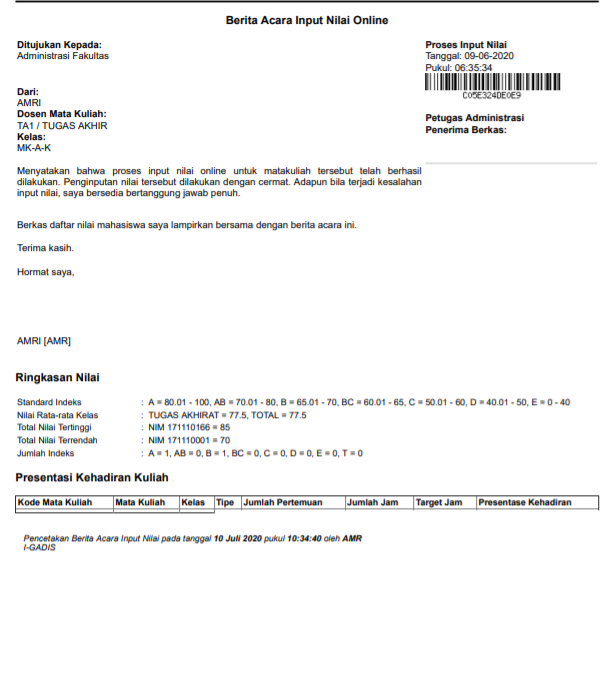 Berita Acara Input Nilai Online
Ditujukan Kepada:
Administrasi Fakultas
Proses Input Nilai
Tanggal: 09-06-2020
Pukul: 06:35:34
C05E324DE0E9
Dari:
AMRI
Dosen Mata Kuliah:
TA1 / TUGAS AKHIR
Kelas:
MK-A-K
Petugas Administrasi
Penerima Berkas:
Menyatakan bahwa proses input nilai online untuk matakuliah tersebut telah berhasil
dilakukan. Penginputan nilai tersebut dilakukan dengan cermat. Adapun bila terjadi kesalahan
input nilai, saya bersedia bertanggung jawab penuh.
Berkas daftar nilai mahasiswa saya lampirkan bersama dengan berita acara ini.
Terima kasih.
Hormat saya,
AMRI [AMR]
Ringkasan Nilai
Standard Indeks : A = 80.01 - 100, AB = 70.01 - 80, B = 65.01 - 70, BC = 60.01 - 65, C = 50.01 - 60, D = 40.01 - 50, E = 0 - 40
Nilai Rata-rata Kelas : TUGAS AKHIRAT = 77.5, TOTAL = 77.5
Total Nilai Tertinggi : NIM 171110166 = 85
Total Nilai Terrendah : NIM 171110001 = 70
Jumlah Indeks : A = 1, AB = 0, B = 1, BC = 0, C = 0, D = 0, E = 0, T = 0
Presentasi Kehadiran Kuliah
Kode Mata Kuliah Mata Kuliah Kelas Tipe Jumlah Pertemuan Jumlah Jam Target Jam Presentase Kehadiran
Pencetakan Berita Acara Input Nilai pada tanggal 10 Juli 2020 pukul 10:34:40 oleh AMR
I-GADIS